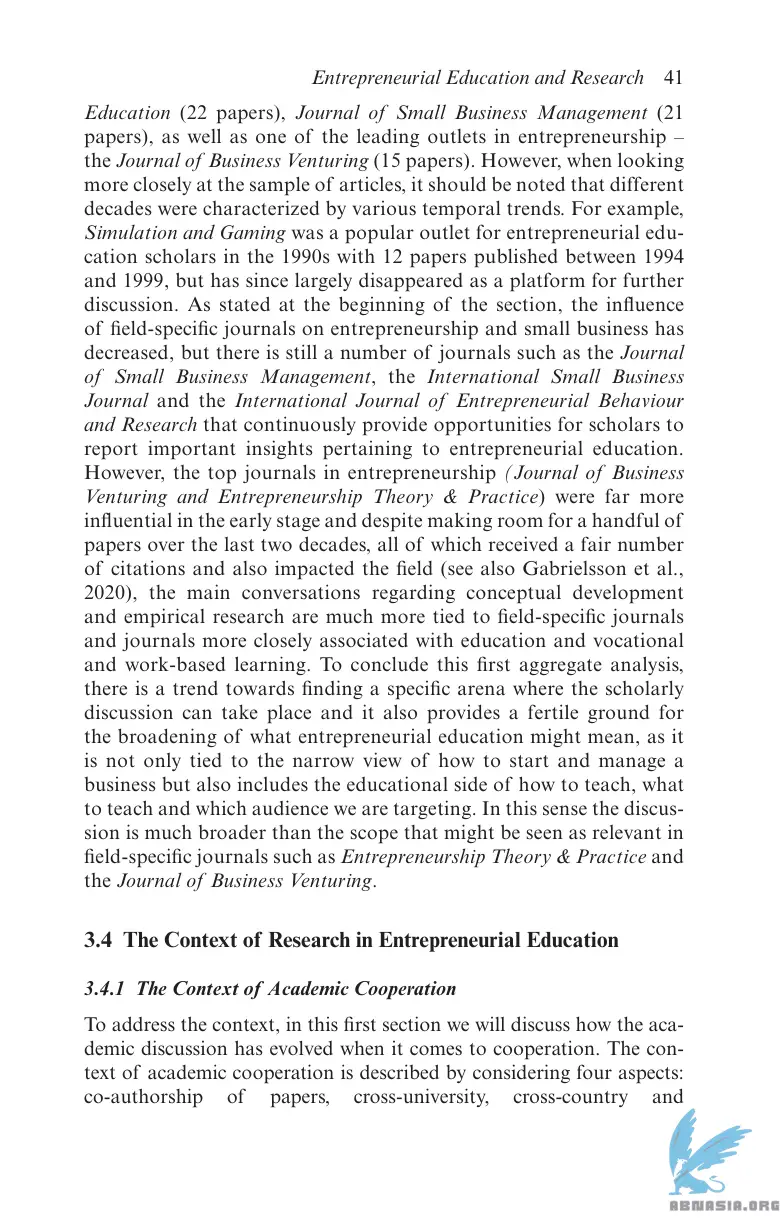 Entrepreneurial Education and Research 41
Education (22 papers), Journal of Small Business Management (21
papers), as well as one of the leading outlets in entrepreneurship –
the Journal of Business Venturing (15 papers). However, when looking
more closely at the sample of articles, it should be noted that different
decades were characterized by various temporal trends. For example,
Simulation and Gaming was a popular outlet for entrepreneurial edu-
cation scholars in the 1990s with 12 papers published between 1994
and 1999, but has since largely disappeared as a platform for further
discussion. As stated at the beginning of the section, the influence
of field-specific journals on entrepreneurship and small business has
decreased, but there is still a number of journals such as the Journal
of Small Business Management, the International Small Business
Journal and the International Journal of Entrepreneurial Behaviour
and Research that continuously provide opportunities for scholars to
report important insights pertaining to entrepreneurial education.
However, the top journals in entrepreneurship (Journal of Business
Venturing and Entrepreneurship Theory & Practice) were far more
influential in the early stage and despite making room for a handful of
papers over the last two decades, all of which received a fair number
of citations and also impacted the field (see also Gabrielsson et al.,
2020), the main conversations regarding conceptual development
and empirical research are much more tied to field-specific journals
and journals more closely associated with education and vocational
and work-based learning. To conclude this first aggregate analysis,
there is a trend towards finding a specific arena where the scholarly
discussion can take place and it also provides a fertile ground for
the broadening of what entrepreneurial education might mean, as it
is not only tied to the narrow view of how to start and manage a
business but also includes the educational side of how to teach, what
to teach and which audience we are targeting. In this sense the discus-
sion is much broader than the scope that might be seen as relevant in
field-specific journals such as Entrepreneurship Theory & Practice and
the Journal of Business Venturing.
3.4 The Context of Research in Entrepreneurial Education
3.4.1 The Context of Academic Cooperation
To address the context, in this first section we will discuss how the aca-
demic discussion has evolved when it comes to cooperation. The con-
text of academic cooperation is described by considering four aspects:
co-authorship of papers, cross-university, cross-country and
ABNASIA.ORG